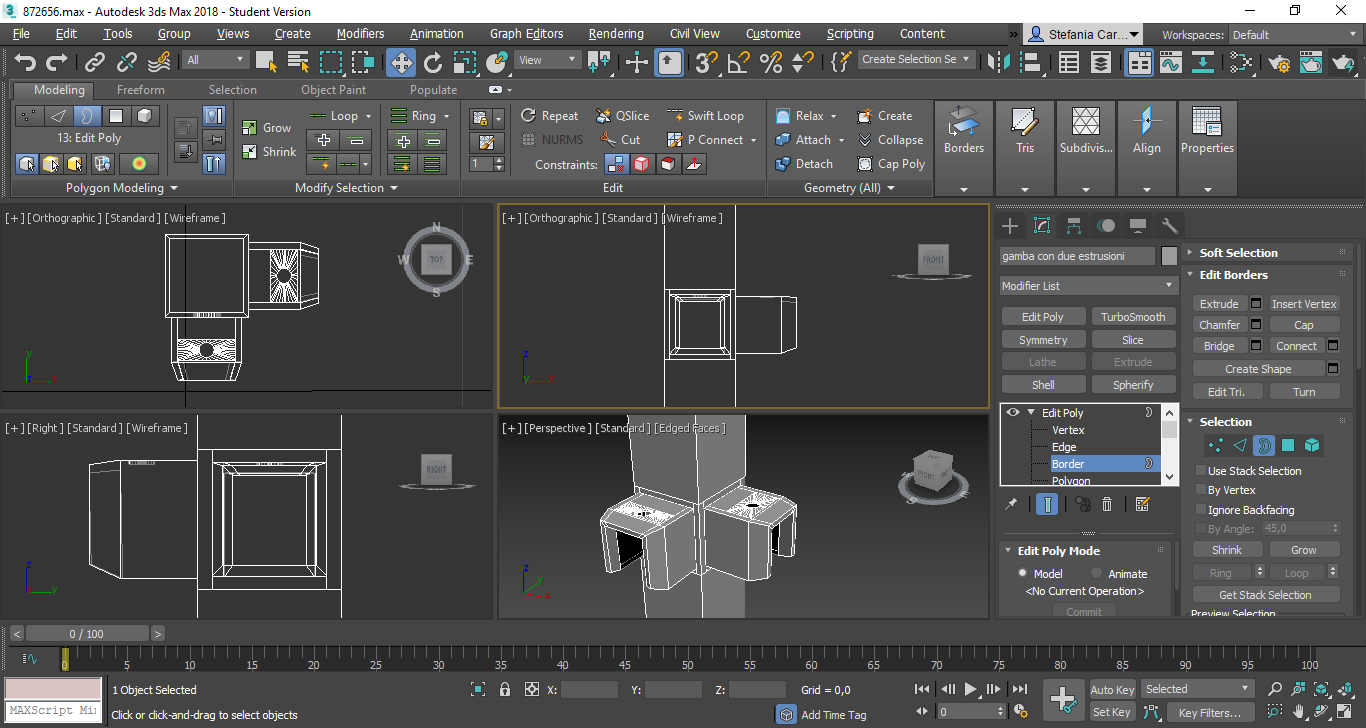 872656.max - Autodesk 3ds Max 2018 - Student Version
File Edit Tools Group Views Create Modifiers Animation Graph Editors Rendering Civil View Customize Scripting Content » Stefania Car... Workspaces: Default
All View Create Selection Se
Modeling Freeform Selection Object Paint Populate
13: Edit Poly
Polygon Modeling
Grow
Shrink
Loop Ring
Modify Selection
1
Repeat QSlice Swift Loop
NURMS Cut P Connect
Constraints:
Edit
Relax Create
Attach Collapse
Detach Cap Poly
Geometry (All)
Borders Tris Subdivis... Align Properties
[+] [Orthographic] [Standard] [Wireframe]
N
W TOP E
S
y
z x
[+] [Orthographic] [Standard] [Wireframe]
FRONT
z
y x
[+] [Right] [Standard] [Wireframe]
RIGHT
z
y
[+] [Perspective] [Standard] [Edged Faces]
FRONT
S E
z
y
x
gamba con due estrusioni
Modifier List
Edit Poly TurboSmooth
Symmetry Slice
Lathe Extrude
Shell Spherify
Edit Poly
Vertex
Edge
Border
Polygon
Edit Poly Mode
Model Animate
<No Current Operation>
Commit
Soft Selection
Edit Borders
Extrude Insert Vertex
Chamfer Cap
Bridge Connect
Create Shape
Edit Tri. Turn
Selection
Use Stack Selection
By Vertex
Ignore Backfacing
By Angle: 45,0
Shrink Grow
Ring Loop
Get Stack Selection
Preview Selection
< 0 / 100 >
0 5 10 15 20 25 30 35 40 45 50 55 60 65 70 75 80 85 90 95 100
1 Object Selected
MAXScript Mi
Click or click-and-drag to select objects
X: Y: Z: Grid = 0,0
Add Time Tag
0
Auto Key Selected
Set Key Key Filters...